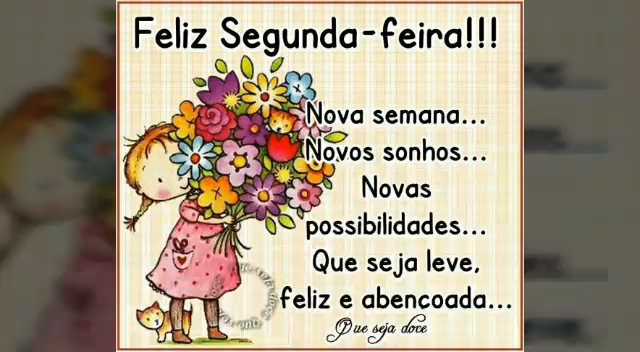 Feliz Segunda-feira!!!
Nova semana...
Novos sonhos...
Novas
possibilidades...
Que seja leve,
feliz e abençoada...
Que seja doce